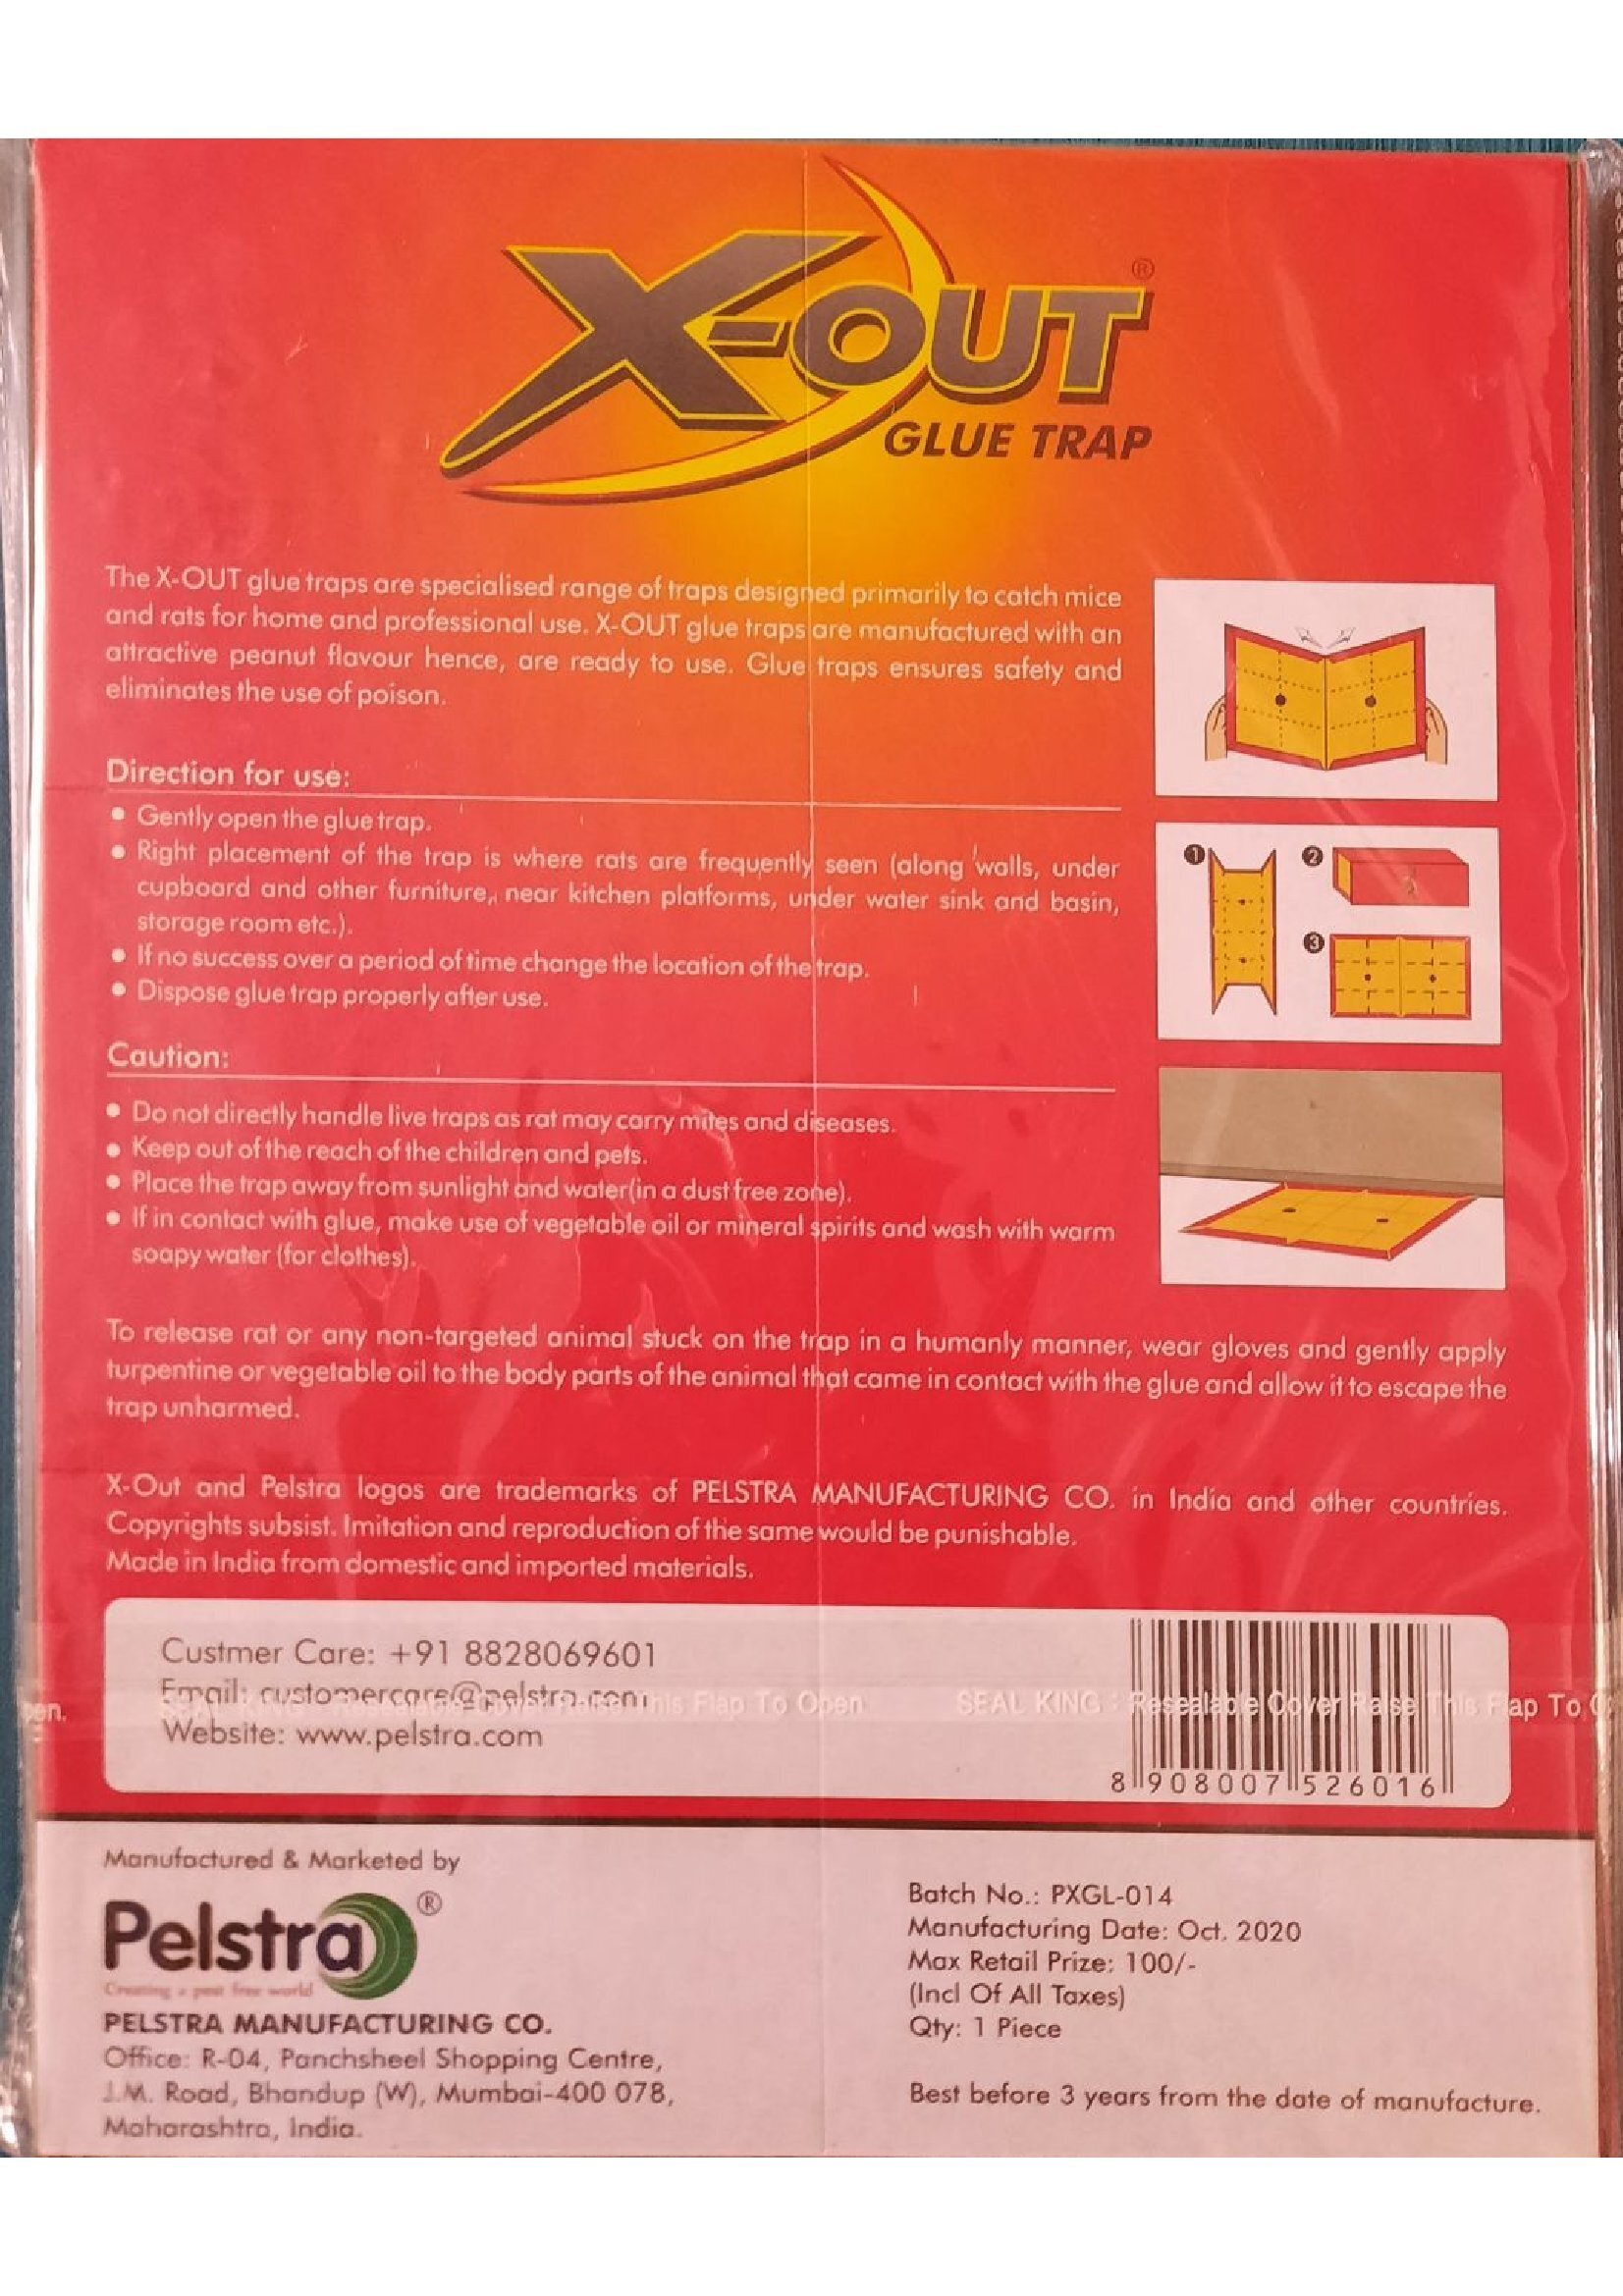 X-OUT®
GLUE TRAP
The X-OUT glue traps are specialised range of traps designed primarily to catch mice
and rats for home and professional use. X-OUT glue traps are manufactured with an
attractive peanut flavour hence, are ready to use. Glue traps ensures safety and
eliminates the use of poison.
Direction for use:
• Gently open the glue trap.
• Right placement of the trap is where rats are frequently seen (along walls, under
cupboard and other furniture, near kitchen platforms, under water sink and basin,
storage room etc.).
• If no success over a period of time change the location of the trap.
• Dispose glue trap properly after use.
1 2
3
Caution:
• Do not directly handle live traps as rat may carry mites and diseases.
• Keep out of the reach of the children and pets.
• Place the trap away from sunlight and water(in a dust free zone).
• If in contact with glue, make use of vegetable oil or mineral spirits and wash with warm
soapy water (for clothes).
To release rat or any non-targeted animal stuck on the trap in a humanly manner, wear gloves and gently apply
turpentine or vegetable oil to the body parts of the animal that came in contact with the glue and allow it to escape the
trap unharmed.
X-Out and Pelstra logos are trademarks of PELSTRA MANUFACTURING CO. in India and other countries.
Copyrights subsist. Imitation and reproduction of the same would be punishable.
Made in India from domestic and imported materials.
Custmer Care: +91 8828069601
Email: customercare@pelstra.com
SEAL KING : Resealable Cover Raise This Flap To Open SEAL KING : Resealable Cover Raise This Flap To
Website: www.pelstra.com
8 908007 526016
Manufactured & Marketed by
Pelstra®
Creating a pest free world
PELSTRA MANUFACTURING CO.
Office: R-04, Panchsheel Shopping Centre,
J.M. Road, Bhandup (W), Mumbai-400 078,
Maharashtra, India.
Batch No.: PXGL-014
Manufacturing Date: Oct. 2020
Max Retail Prize: 100/-
(Incl Of All Taxes)
Qty: 1 Piece
Best before 3 years from the date of manufacture.